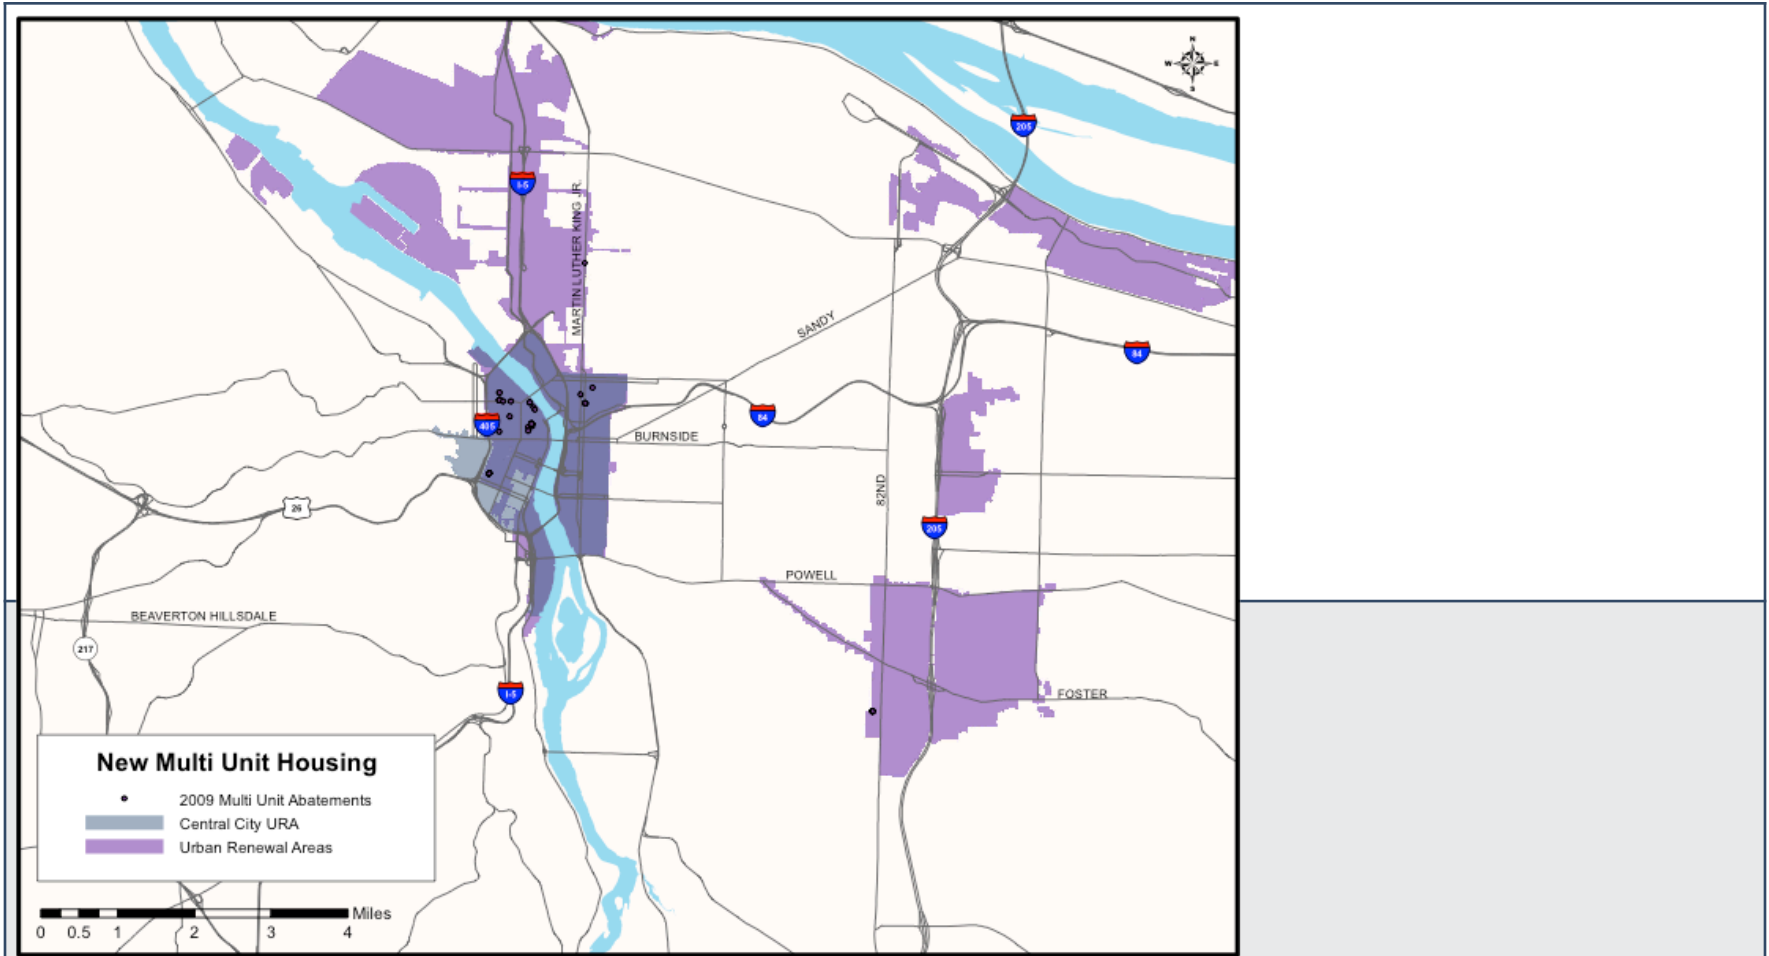 N
W
E
S
205
I-5
MARTIN LUTHER KING JR.
SANDY
84
84
405
BURNSIDE
82ND
26
205
POWELL
BEAVERTON HILLSDALE
217
I-5
FOSTER
New Multi Unit Housing
2009 Multi Unit Abatements
Central City URA
Urban Renewal Areas
Miles
0 0.5 1 2 3 4